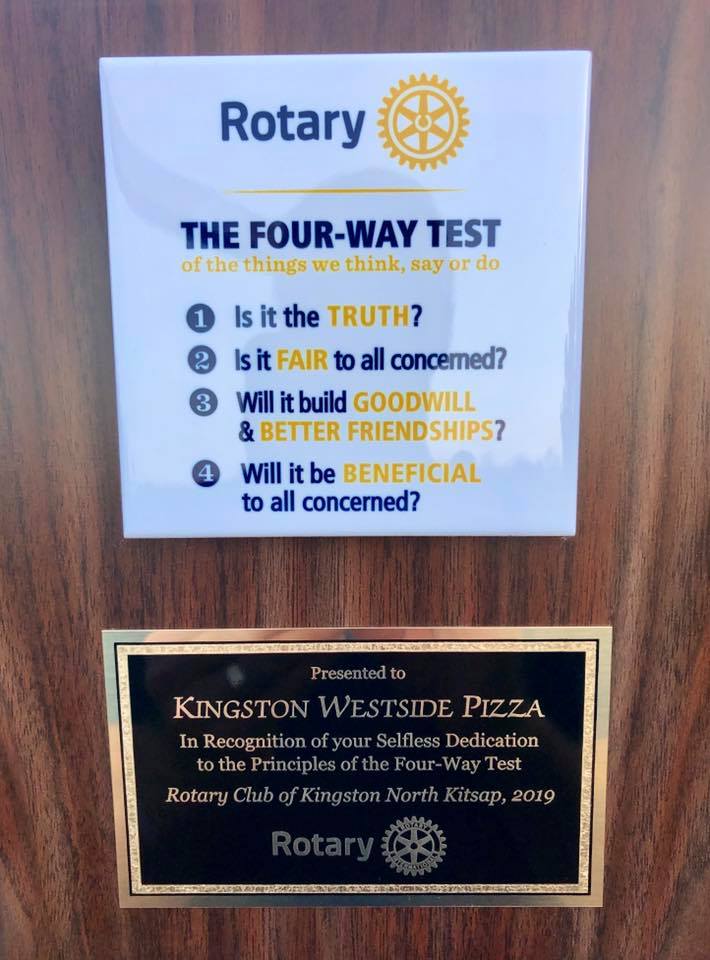 Rotary
THE FOUR-WAY TEST
of the things we think, say or do
1 Is it the TRUTH?
2 Is it FAIR to all concerned?
3 Will it build GOODWILL
& BETTER FRIENDSHIPS?
4 Will it be BENEFICIAL
to all concerned?
Presented to
KINGSTON WESTSIDE PIZZA
In Recognition of your Selfless Dedication
to the Principles of the Four-Way Test
Rotary Club of Kingston North Kitsap, 2019
Rotary
ROTARY
INTERNATIONAL